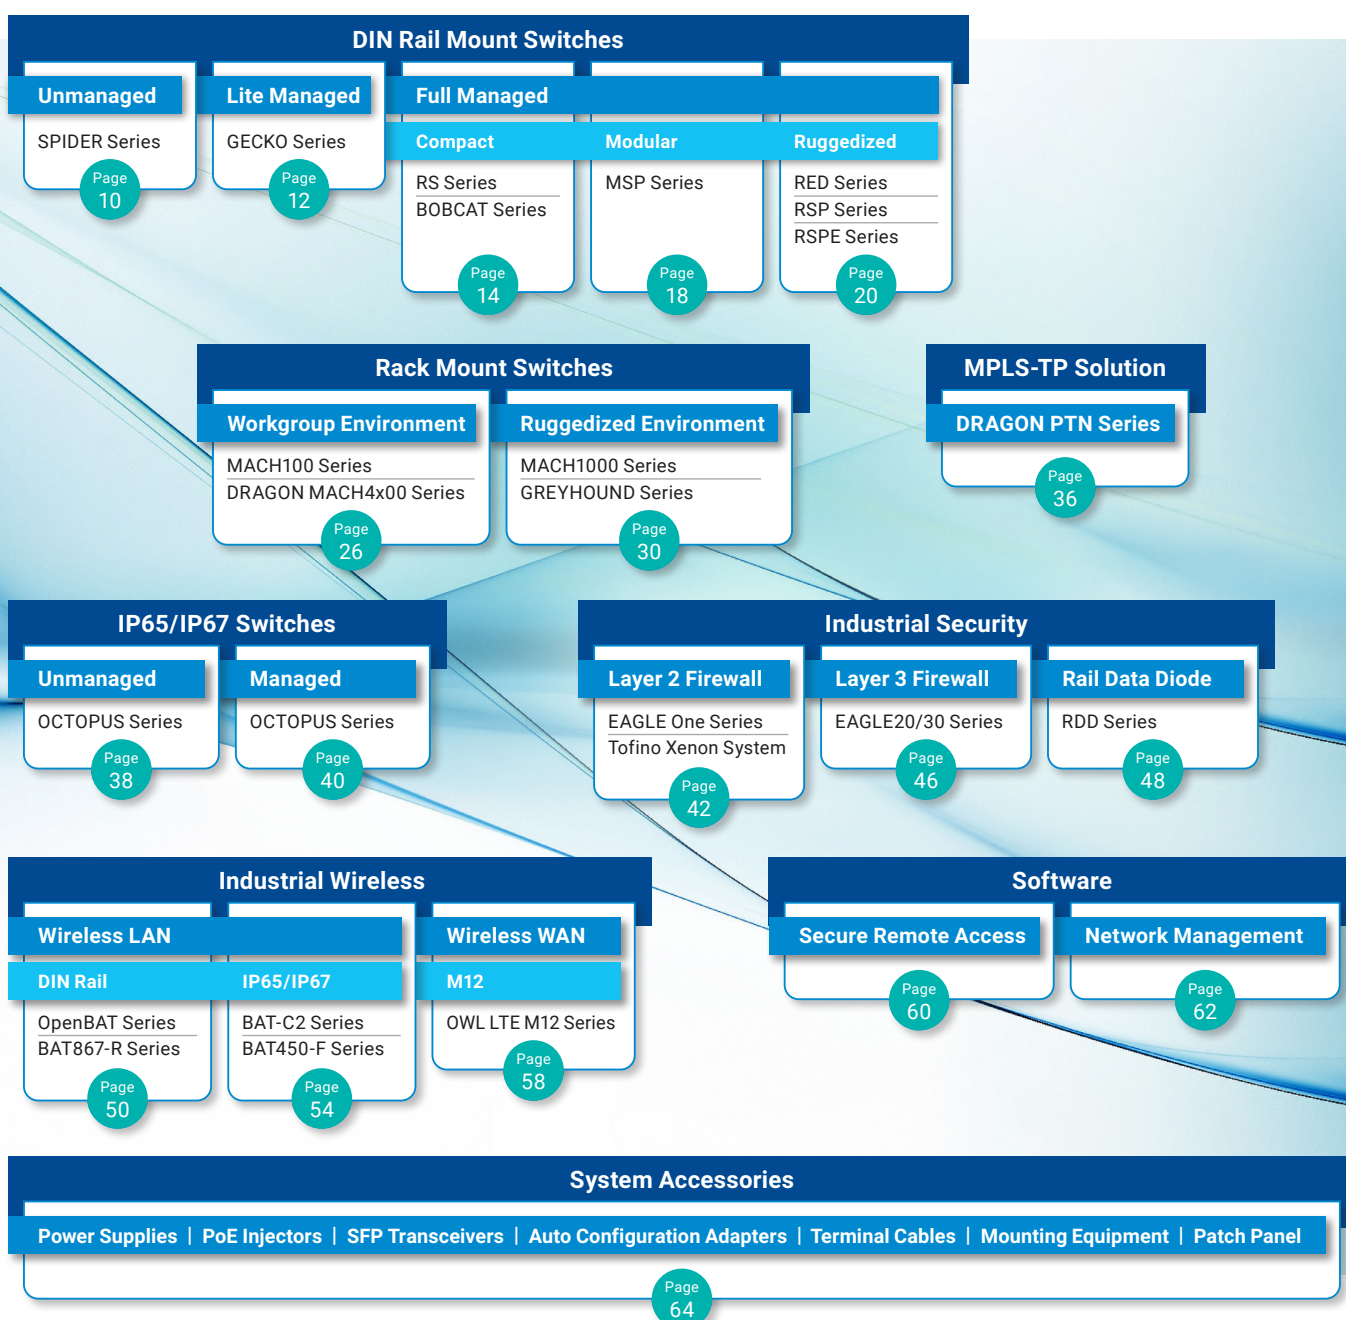 DIN Rail Mount Switches
Unmanaged
SPIDER Series
Page
10
Lite Managed
GECKO Series
Page
12
Full Managed
Compact
RS Series
BOBCAT Series
Page
14
Modular
MSP Series
Page
18
Ruggedized
RED Series
RSP Series
RSPE Series
Page
20
Rack Mount Switches
Workgroup Environment
MACH100 Series
DRAGON MACH4x00 Series
Page
26
Ruggedized Environment
MACH1000 Series
GREYHOUND Series
Page
30
MPLS-TP Solution
DRAGON PTN Series
Page
36
IP65/IP67 Switches
Unmanaged
OCTOPUS Series
Page
38
Managed
OCTOPUS Series
Page
40
Industrial Security
Layer 2 Firewall
EAGLE One Series
Tofino Xenon System
Page
42
Layer 3 Firewall
EAGLE20/30 Series
Page
46
Rail Data Diode
RDD Series
Page
48
Industrial Wireless
Wireless LAN
DIN Rail
OpenBAT Series
BAT867-R Series
Page
50
IP65/IP67
BAT-C2 Series
BAT450-F Series
Page
54
Wireless WAN
M12
OWL LTE M12 Series
Page
58
Software
Secure Remote Access
Page
60
Network Management
Page
62
System Accessories
Power Supplies | PoE Injectors | SFP Transceivers | Auto Configuration Adapters | Terminal Cables | Mounting Equipment | Patch Panel
Page
64